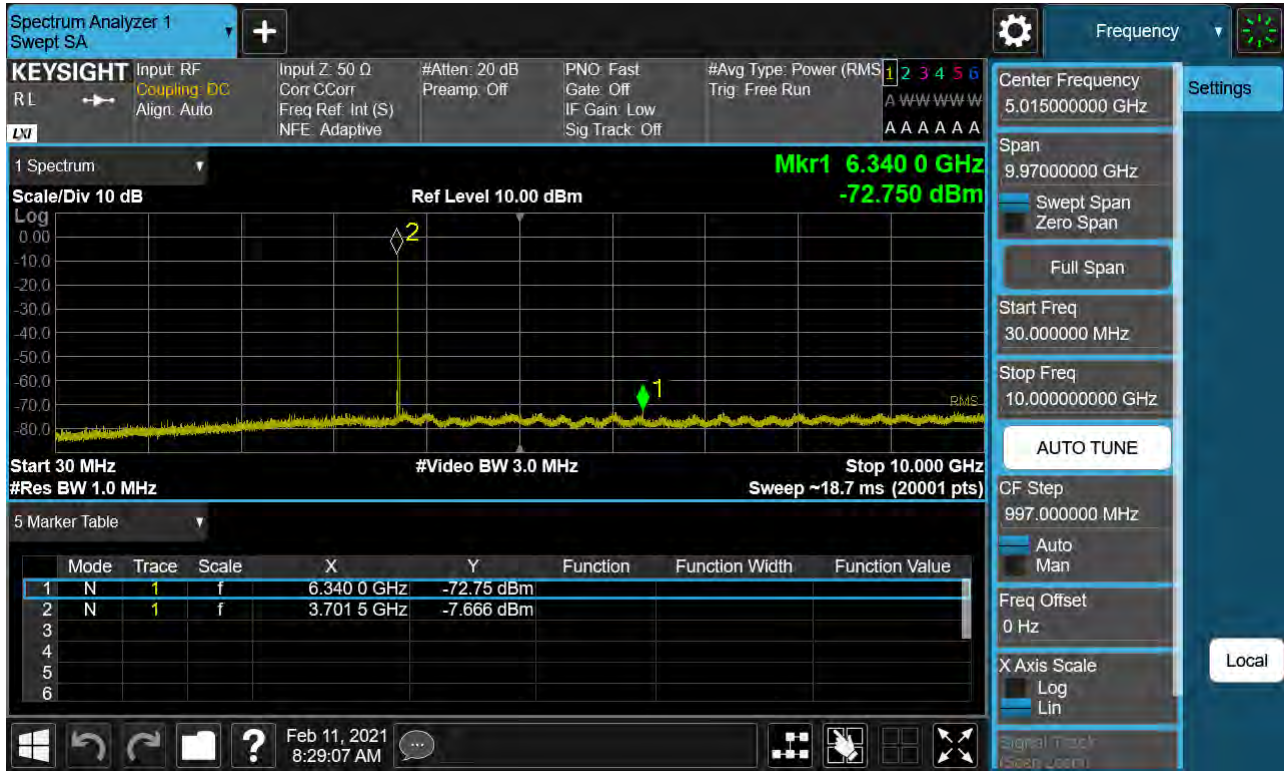 Spectrum Analyzer 1
Swept SA
+
Frequency
KEYSIGHT
RL
LXI
Input: RF
Coupling: DC
Align: Auto
Input Z: 50 Ω
Corr CCorr
Freq Ref: Int (S)
NFE: Adaptive
#Atten: 20 dB
Preamp: Off
PNO: Fast
Gate: Off
IF Gain: Low
Sig Track: Off
#Avg Type: Power (RMS
Trig: Free Run
1 2 3 4 5 6
A W W W W W
A A A A A A
1 Spectrum
Mkr1 6.340 0 GHz
-72.750 dBm
Scale/Div 10 dB
Ref Level 10.00 dBm
Log
0.00
-10.0
-20.0
-30.0
-40.0
-50.0
-60.0
-70.0
-80.0
2
1
RMS
Start 30 MHz
#Video BW 3.0 MHz
Stop 10.000 GHz
#Res BW 1.0 MHz
Sweep ~18.7 ms (20001 pts)
5 Marker Table
Mode Trace Scale X Y Function Function Width Function Value
1 N 1 f 6.340 0 GHz -72.75 dBm
2 N 1 f 3.701 5 GHz -7.666 dBm
3
4
5
6
?
Feb 11, 2021
8:29:07 AM
Center Frequency
5.015000000 GHz
Span
9.97000000 GHz
Swept Span
Zero Span
Full Span
Start Freq
30.000000 MHz
Stop Freq
10.000000000 GHz
AUTO TUNE
CF Step
997.000000 MHz
Auto
Man
Freq Offset
0 Hz
X Axis Scale
Log
Lin
Signal Track
(Span Zoom)
Settings
Local